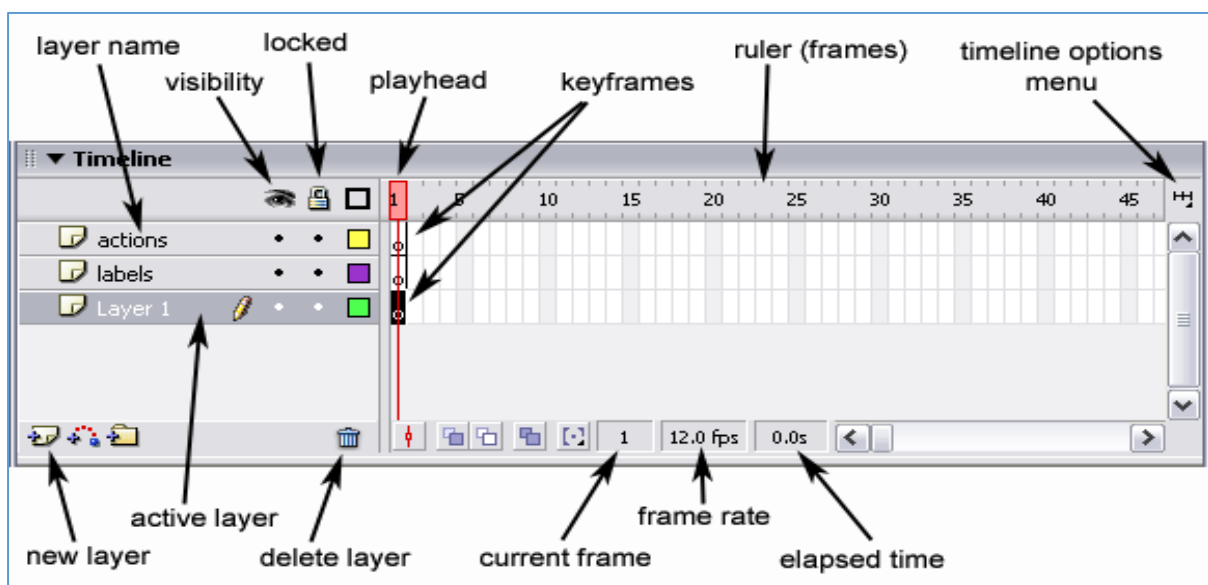 layer name
locked
visibility
playhead
keyframes
ruler (frames)
timeline options
menu
Timeline
1 5 10 15 20 25 30 35 40 45
actions
labels
Layer 1
1 12.0 fps 0.0s
active layer
new layer
delete layer
current frame
frame rate
elapsed time